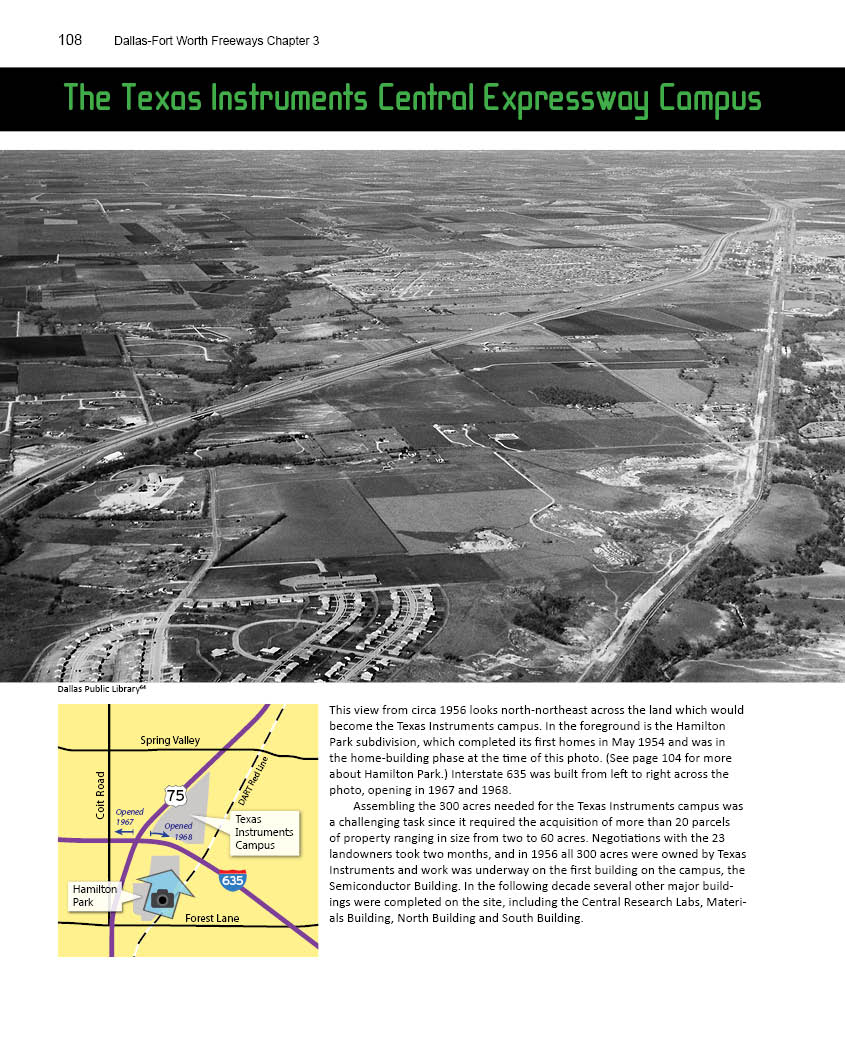 108 Dallas-Fort Worth Freeways Chapter 3
The Texas Instruments Central Expressway Campus
Dallas Public Library⁶⁴
Spring Valley
Coit Road
75
DART Red Line
Opened
1967
Opened
1968
Texas
Instruments
Campus
635
Hamilton
Park
Forest Lane
This view from circa 1956 looks north-northeast across the land which would
become the Texas Instruments campus. In the foreground is the Hamilton
Park subdivision, which completed its first homes in May 1954 and was in
the home-building phase at the time of this photo. (See page 104 for more
about Hamilton Park.) Interstate 635 was built from left to right across the
photo, opening in 1967 and 1968.
Assembling the 300 acres needed for the Texas Instruments campus was
a challenging task since it required the acquisition of more than 20 parcels
of property ranging in size from two to 60 acres. Negotiations with the 23
landowners took two months, and in 1956 all 300 acres were owned by Texas
Instruments and work was underway on the first building on the campus, the
Semiconductor Building. In the following decade several other major build-
ings were completed on the site, including the Central Research Labs, Materi-
als Building, North Building and South Building.